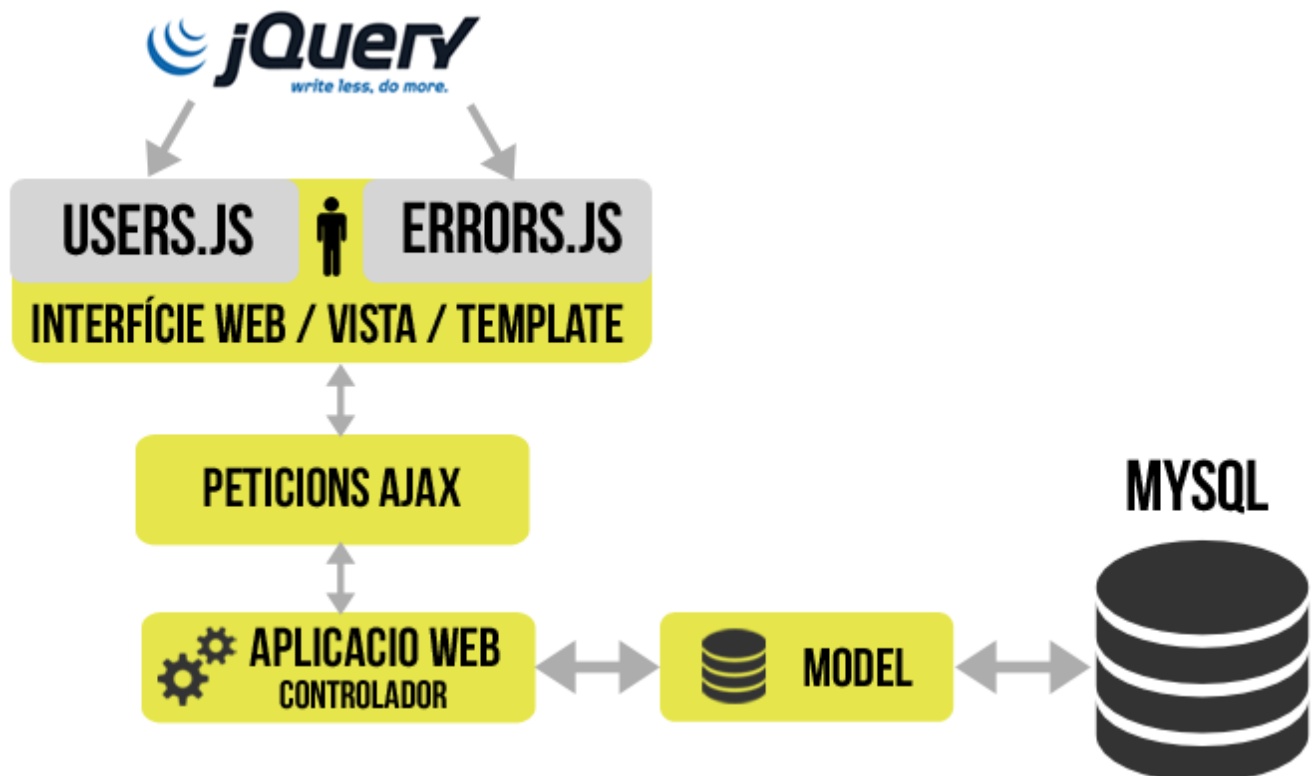 jQuery
write less, do more.
USERS.JS
ERRORS.JS
INTERFÍCIE WEB / VISTA / TEMPLATE
PETICIONS AJAX
MYSQL
APLICACIO WEB
CONTROLADOR
MODEL